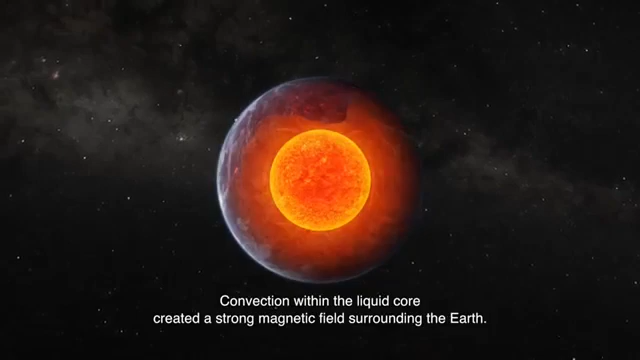 Convection within the liquid core
created a strong magnetic field surrounding the Earth.